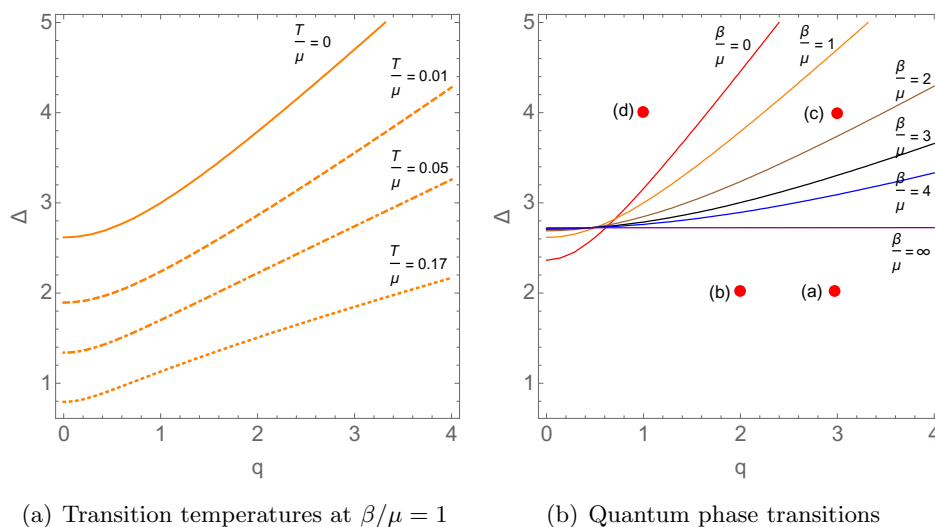 5
4
3
2
1
Δ
0
1
2
3
4
q
T/μ = 0
T/μ = 0.01
T/μ = 0.05
T/μ = 0.17
(a) Transition temperatures at β/μ = 1
5
4
3
2
1
Δ
0
1
2
3
4
q
β/μ = 0
β/μ = 1
β/μ = 2
β/μ = 3
β/μ = 4
β/μ = ∞
(d)
(c)
(b)
(a)
(b) Quantum phase transitions